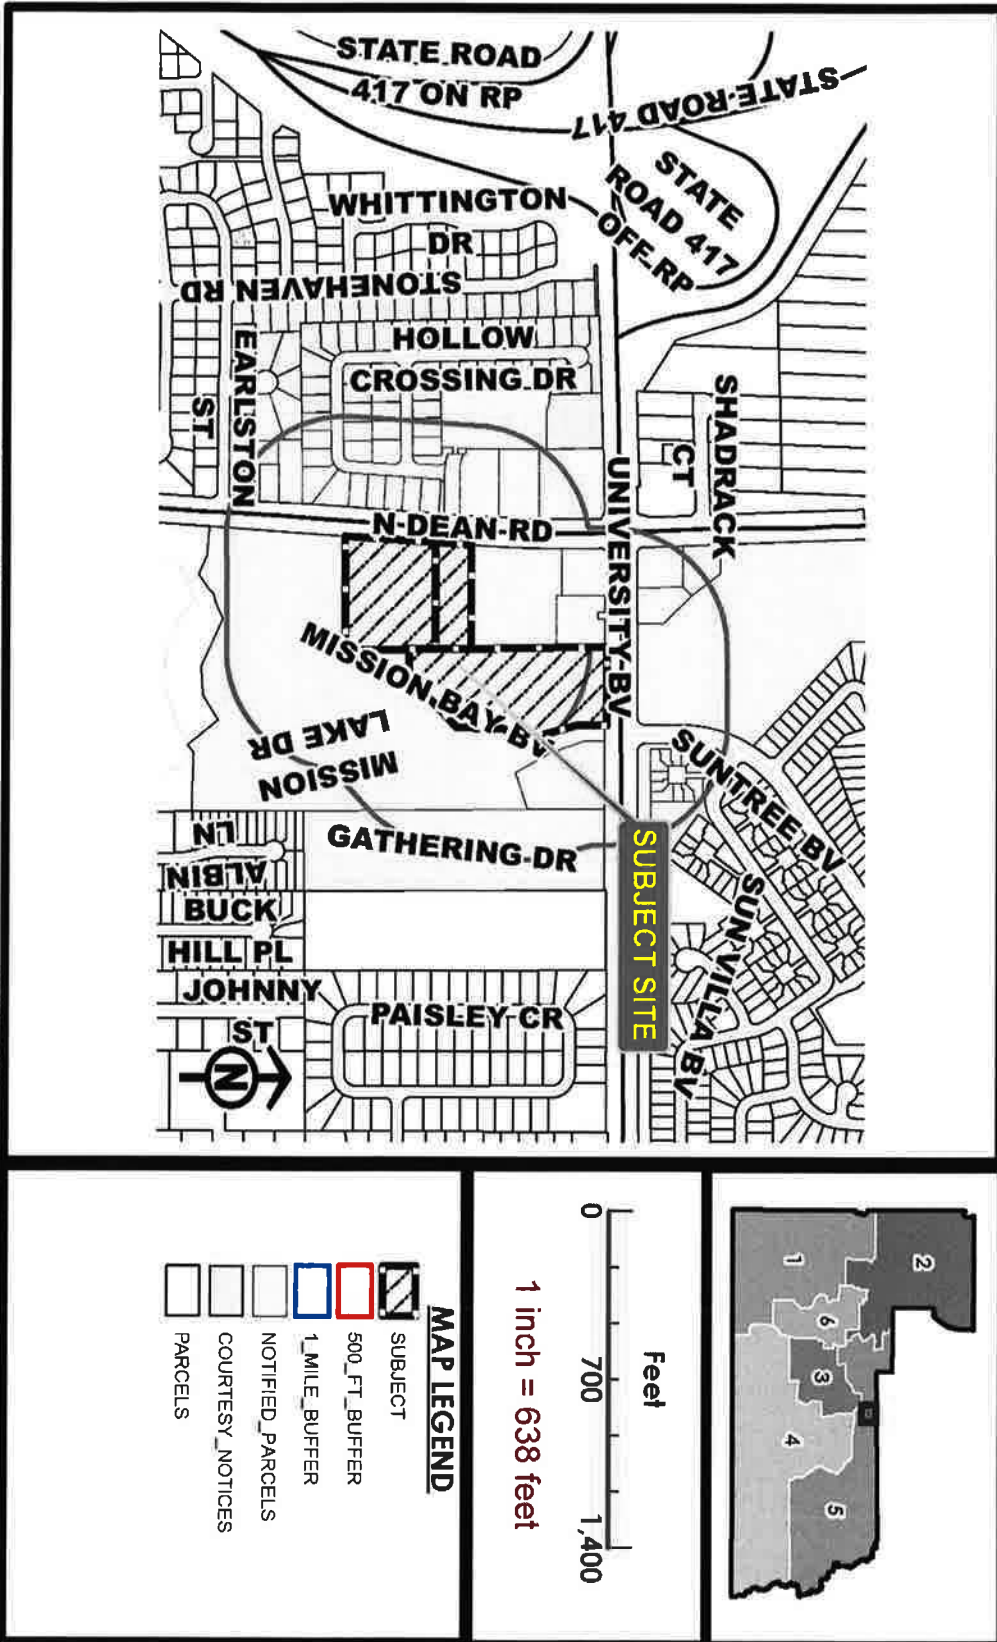 STATE ROAD
417 ON RP
STATE ROAD 417
STATE
ROAD 417
OFF RP
WHITTINGTON
DR
STONEHAVEN RD
HOLLOW
CROSSING DR
EARLSTON
ST
SHADRACK
CT
N DEAN RD
UNIVERSITY BV
MISSION BAY BV
MISSION
LAKE DR
SUNTREE BV
SUN VILLA BV
SUBJECT SITE
GATHERING DR
ALBIN
LN
BUCK
HILL PL
JOHNNY
ST
PAISLEY CR
N
1
2
6
3
4
5
Feet
0 700 1,400
1 inch = 638 feet
MAP LEGEND
SUBJECT
500_FT_BUFFER
1_MILE_BUFFER
NOTIFIED_PARCELS
COURTESY_NOTICES
PARCELS